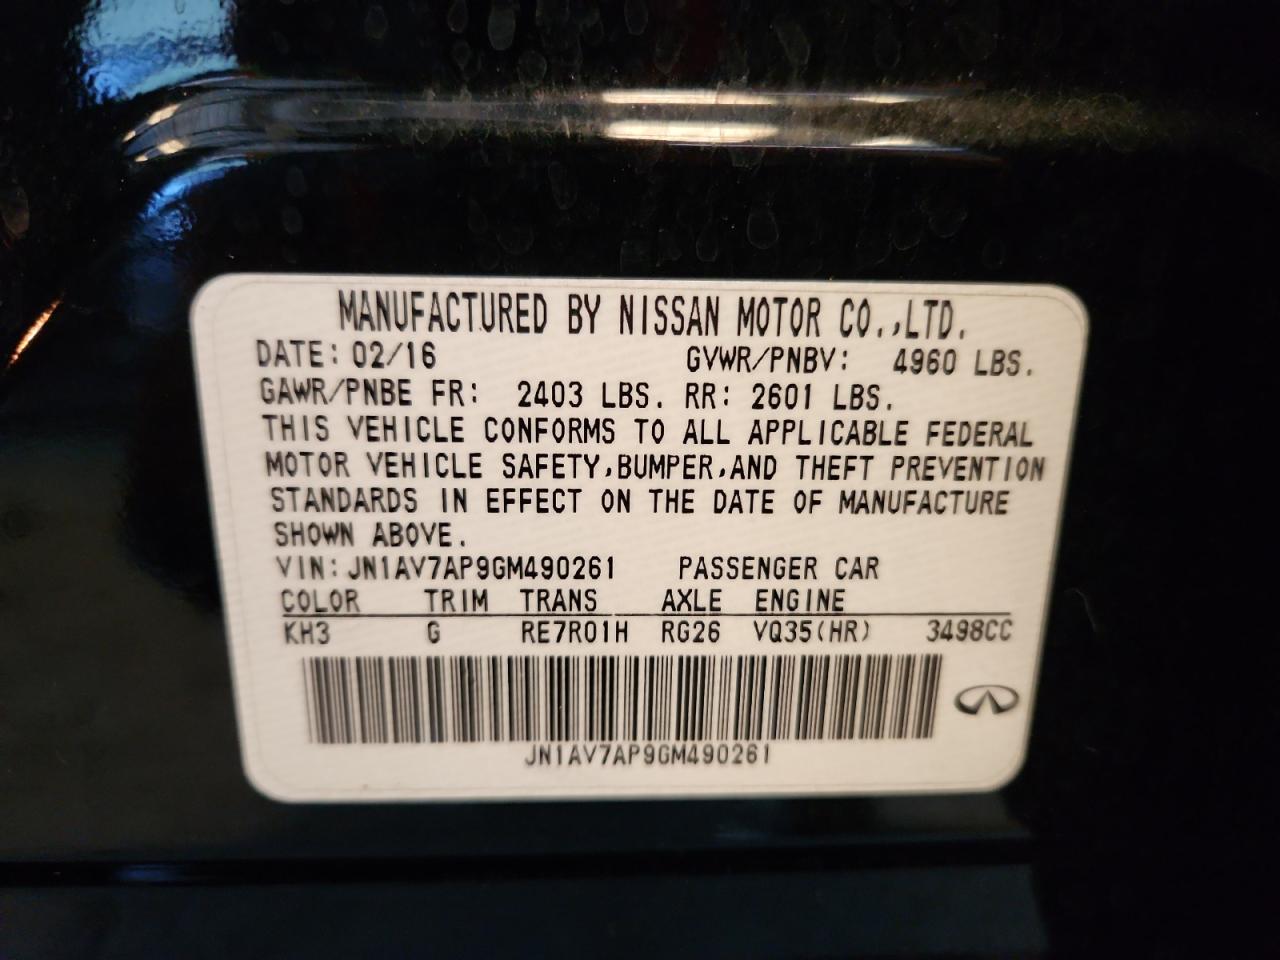 MANUFACTURED BY NISSAN MOTOR CO.,LTD.
DATE: 02/16 GVWR/PNBV: 4960 LBS.
GAWR/PNBE FR: 2403 LBS. RR: 2601 LBS.
THIS VEHICLE CONFORMS TO ALL APPLICABLE FEDERAL
MOTOR VEHICLE SAFETY,BUMPER,AND THEFT PREVENTION
STANDARDS IN EFFECT ON THE DATE OF MANUFACTURE
SHOWN ABOVE.
VIN:JN1AV7AP9GM490261 PASSENGER CAR
COLOR TRIM TRANS AXLE ENGINE
KH3 G RE7R01H RG26 VQ35(HR) 3498CC
JN1AV7AP9GM490261